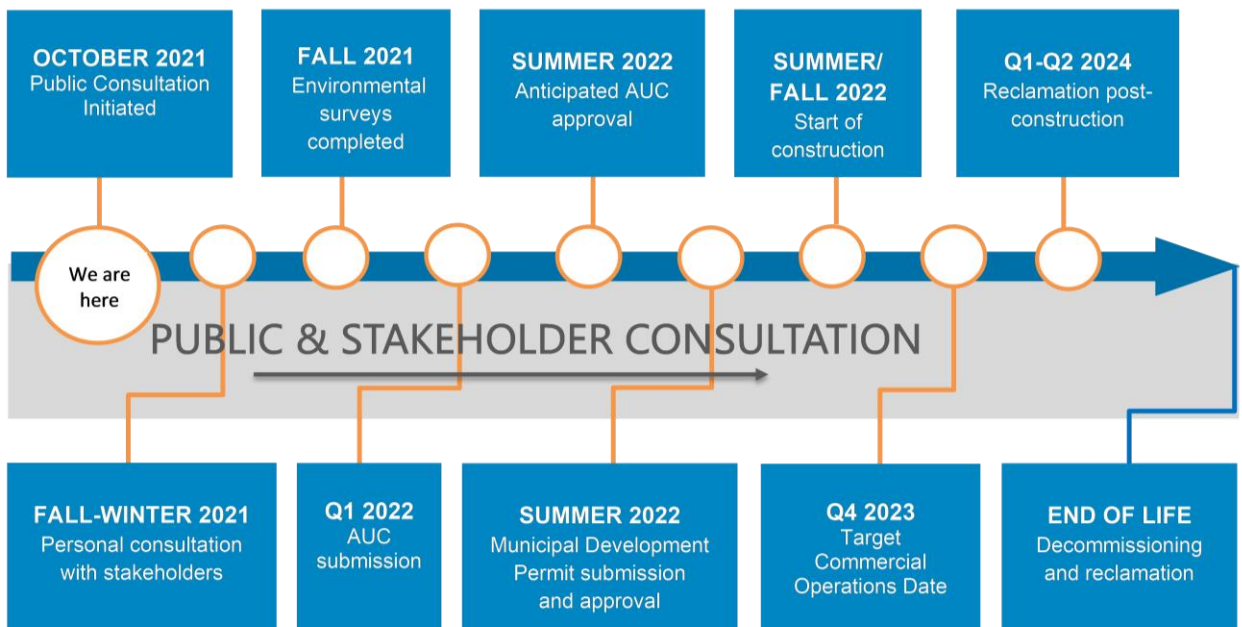 OCTOBER 2021
Public Consultation
Initiated
FALL 2021
Environmental
surveys
completed
SUMMER 2022
Anticipated AUC
approval
SUMMER/
FALL 2022
Start of
construction
Q1-Q2 2024
Reclamation post-
construction
We are
here
PUBLIC & STAKEHOLDER CONSULTATION
FALL-WINTER 2021
Personal consultation
with stakeholders
Q1 2022
AUC
submission
SUMMER 2022
Municipal Development
Permit submission
and approval
Q4 2023
Target
Commercial
Operations Date
END OF LIFE
Decommissioning
and reclamation